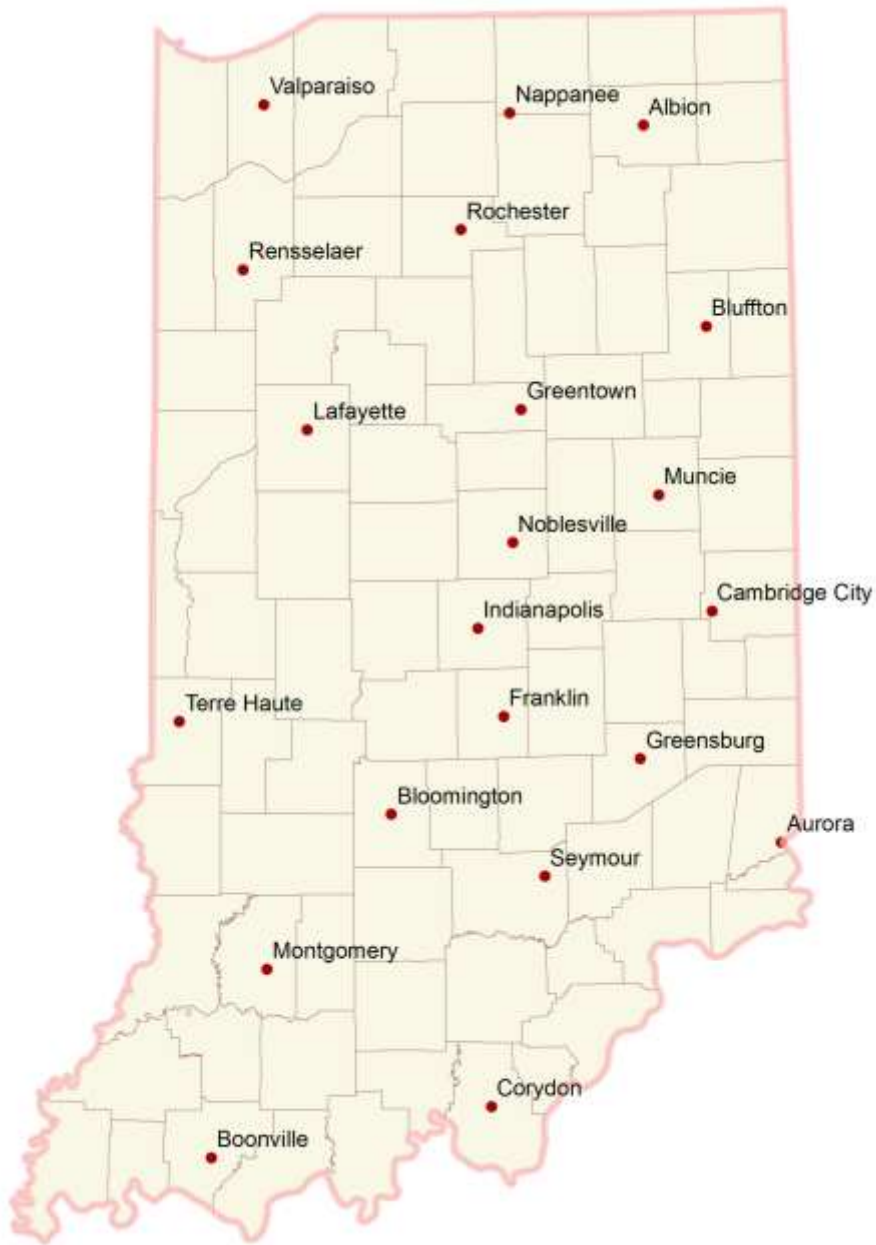 Valparaiso
Nappanee
Albion
Rochester
Rensselaer
Bluffton
Greentown
Lafayette
Muncie
Noblesville
Cambridge City
Indianapolis
Terre Haute
Franklin
Greensburg
Bloomington
Aurora
Seymour
Montgomery
Corydon
Boonville